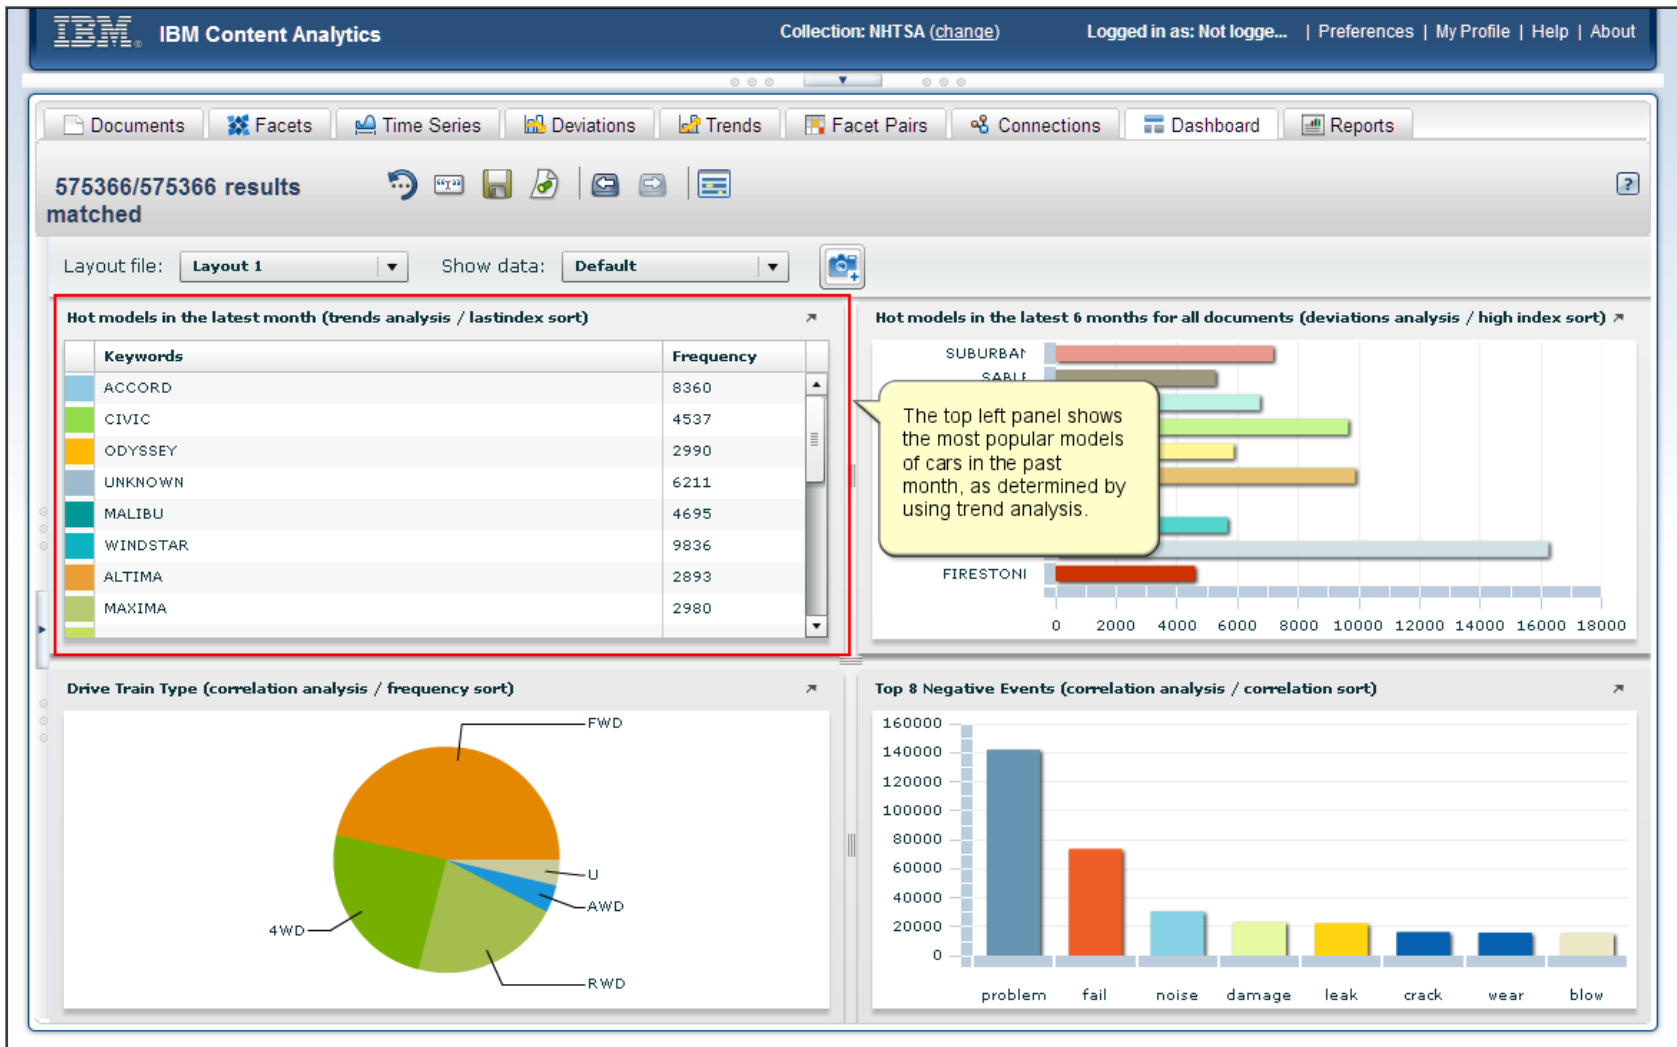 IBM® IBM Content Analytics
Collection: NHTSA (change)
Logged in as: Not logge... | Preferences | My Profile | Help | About
Documents
Facets
Time Series
Deviations
Trends
Facet Pairs
Connections
Dashboard
Reports
575366/575366 results
matched
Layout file: Layout 1
Show data: Default
Hot models in the latest month (trends analysis / lastindex sort)
Keywords Frequency
ACCORD 8360
CIVIC 4537
ODYSSEY 2990
UNKNOWN 6211
MALIBU 4695
WINDSTAR 9836
ALTIMA 2893
MAXIMA 2980
Hot models in the latest 6 months for all documents (deviations analysis / high index sort)
SUBURBAN
SABLE
The top left panel shows
the most popular models
of cars in the past
month, as determined by
using trend analysis.
FIRESTONI
0 2000 4000 6000 8000 10000 12000 14000 16000 18000
Drive Train Type (correlation analysis / frequency sort)
FWD
U
AWD
4WD
RWD
Top 8 Negative Events (correlation analysis / correlation sort)
160000
140000
120000
100000
80000
60000
40000
20000
0
problem fail noise damage leak crack wear blow